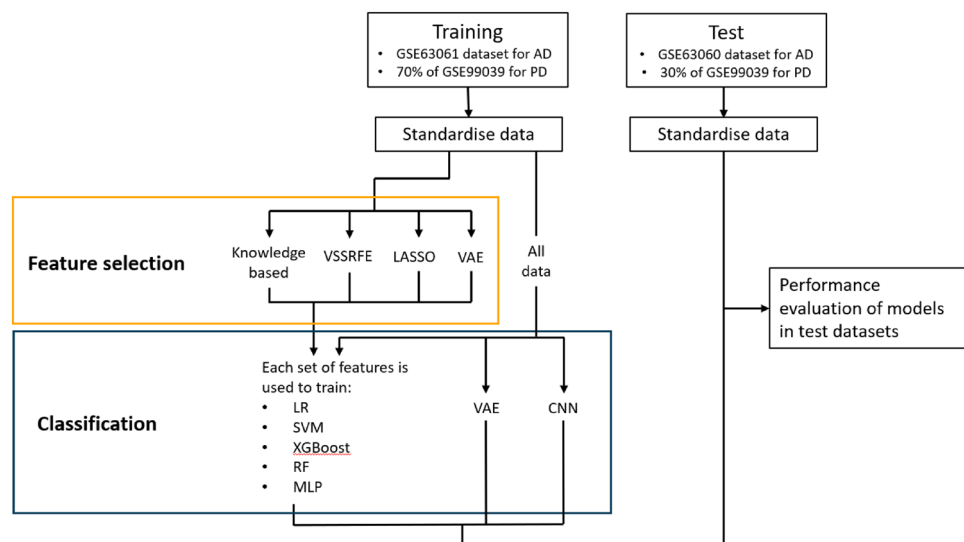 Training
• GSE63061 dataset for AD
• 70% of GSE99039 for PD
Test
• GSE63060 dataset for AD
• 30% of GSE99039 for PD
Standardise data
Standardise data
Feature selection
Knowledge
based
VSSRFE
LASSO
VAE
All
data
Performance
evaluation of models
in test datasets
Classification
Each set of features is
used to train:
• LR
• SVM
• XGBoost
• RF
• MLP
VAE
CNN